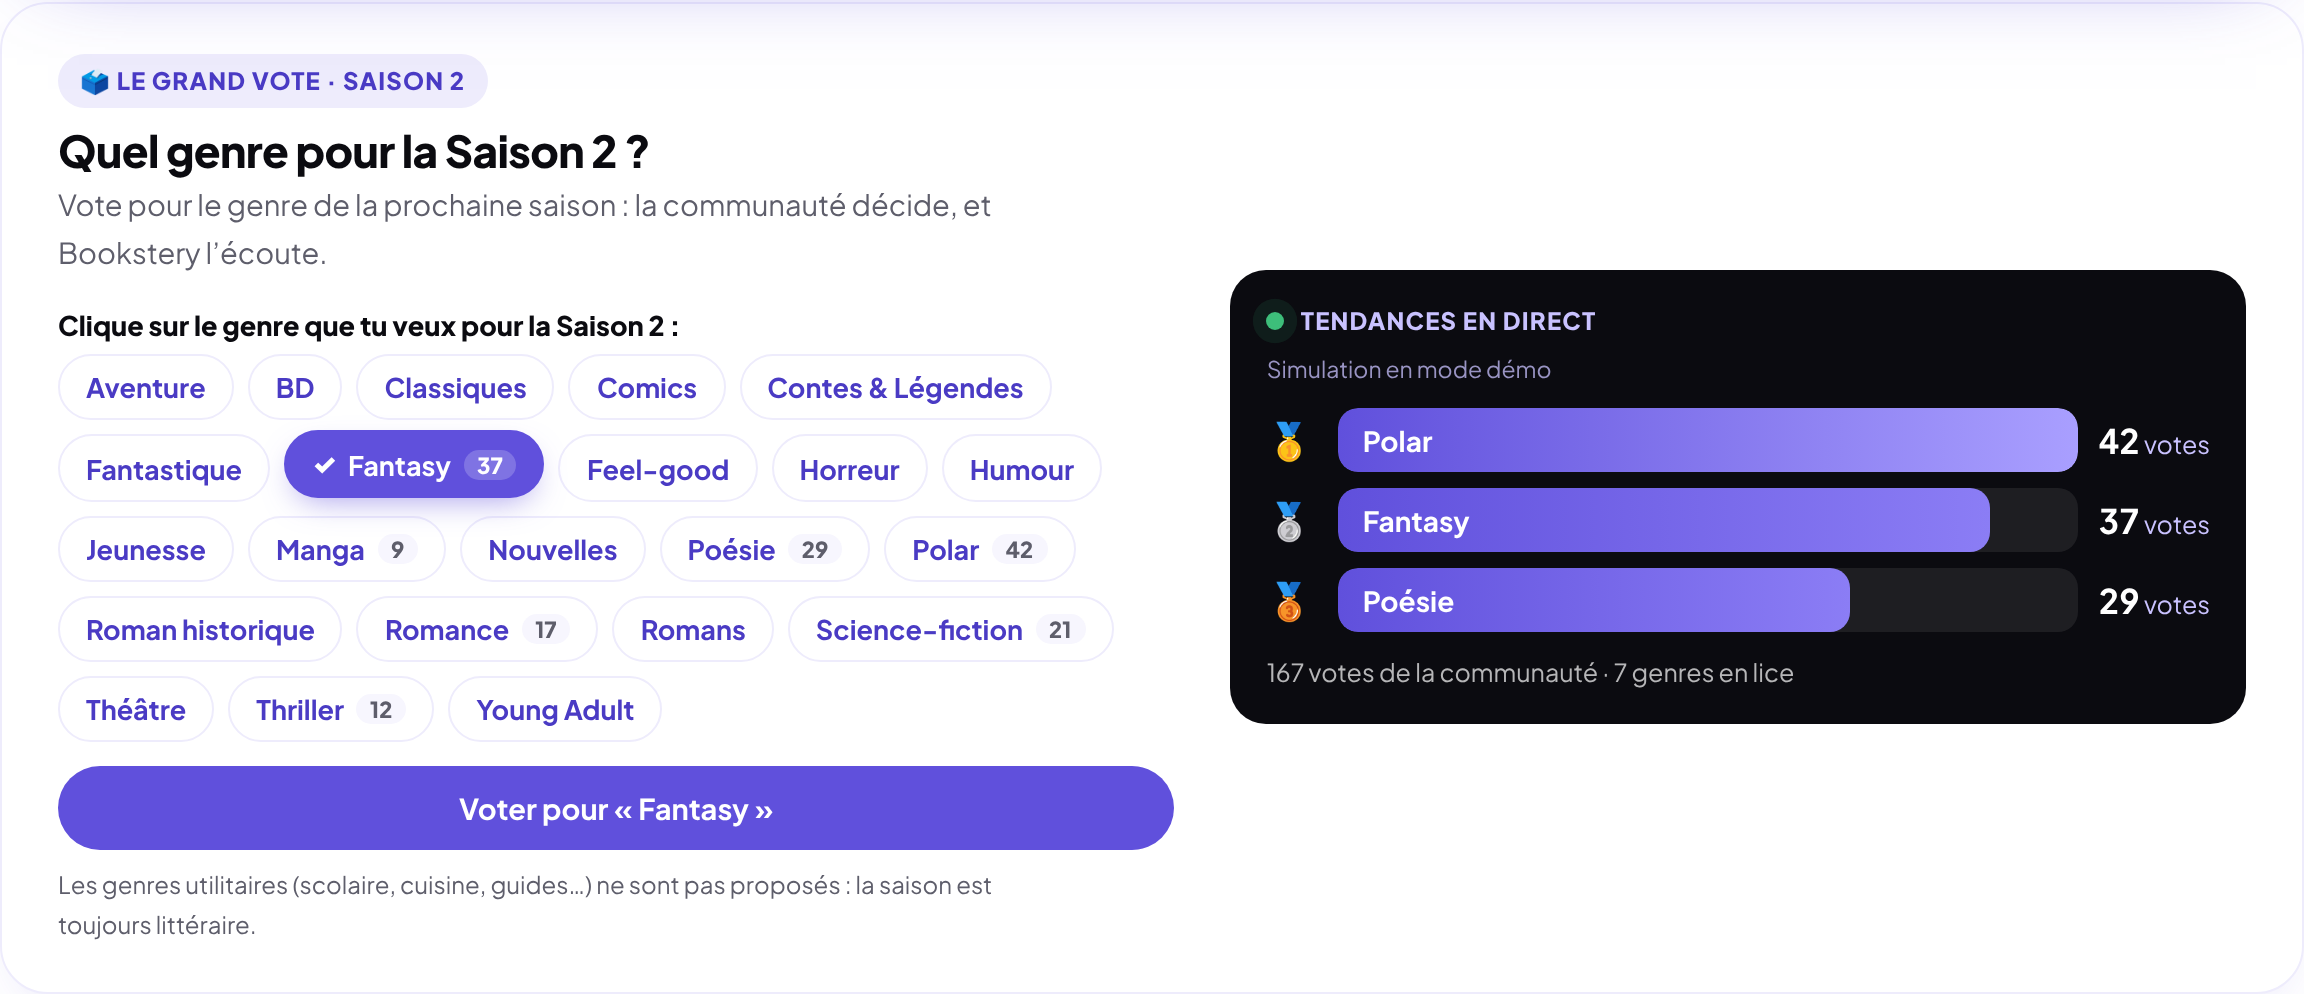 LE GRAND VOTE · SAISON 2
Quel genre pour la Saison 2 ?
Vote pour le genre de la prochaine saison : la communauté décide, et
Bookstery l’écoute.
Clique sur le genre que tu veux pour la Saison 2 :
Aventure BD Classiques Comics Contes & Légendes
Fantastique ✓ Fantasy 37 Feel-good Horreur Humour
Jeunesse Manga 9 Nouvelles Poésie 29 Polar 42
Roman historique Romance 17 Romans Science-fiction 21
Théâtre Thriller 12 Young Adult
Voter pour « Fantasy »
Les genres utilitaires (scolaire, cuisine, guides…) ne sont pas proposés : la saison est
toujours littéraire.
TENDANCES EN DIRECT
Simulation en mode démo
1 Polar 42 votes
2 Fantasy 37 votes
3 Poésie 29 votes
167 votes de la communauté · 7 genres en lice